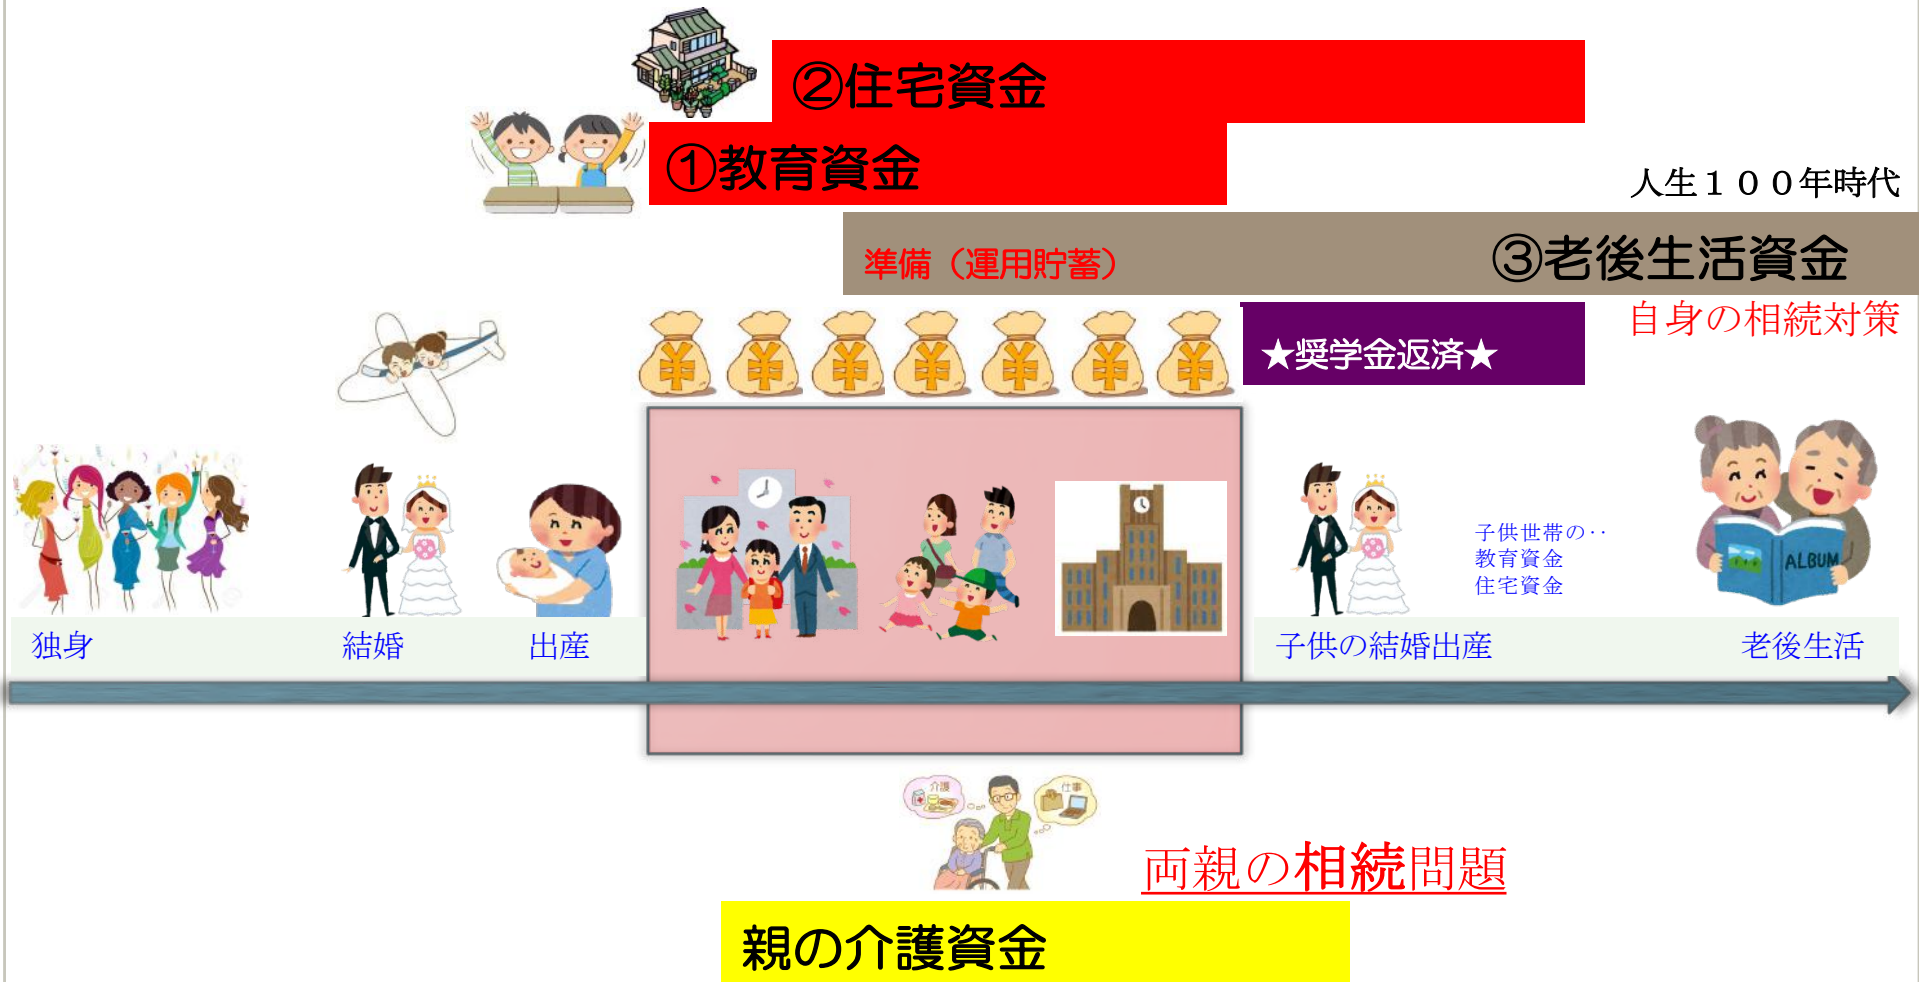 ②住宅資金
①教育資金
人生１００年時代
準備（運用貯蓄）
③老後生活資金
自身の相続対策
★奨学金返済★
¥ ¥ ¥ ¥ ¥ ¥ ¥
子供世帯の‥
教育資金
住宅資金
ALBUM
独身
結婚
出産
子供の結婚出産
老後生活
介護
仕事
両親の相続問題
親の介護資金